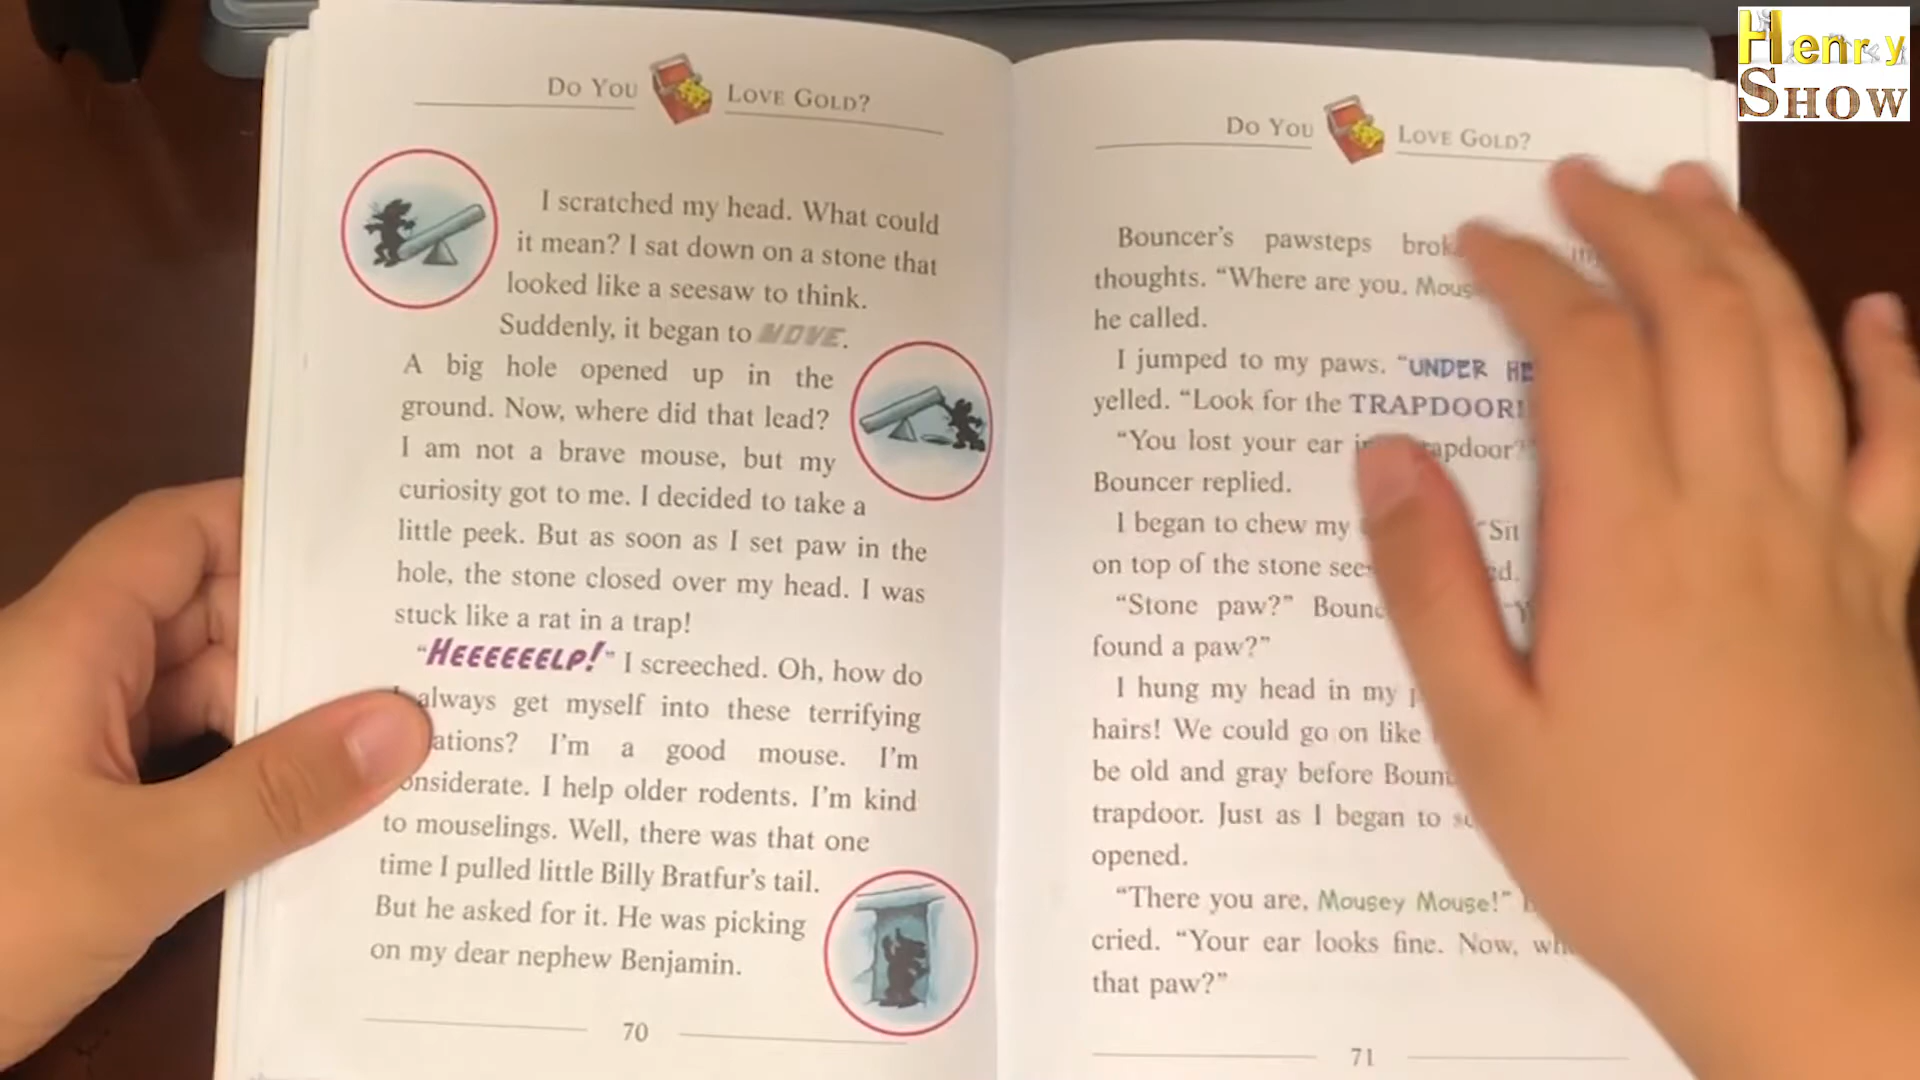 Henry
SHOW
DO YOU LOVE GOLD?
I scratched my head. What could
it mean? I sat down on a stone that
looked like a seesaw to think.
Suddenly, it began to MOVE.
A big hole opened up in the
ground. Now, where did that lead?
I am not a brave mouse, but my
curiosity got to me. I decided to take a
little peek. But as soon as I set paw in the
hole, the stone closed over my head. I was
stuck like a rat in a trap!
"HEEEEEELP!" I screeched. Oh, how do
always get myself into these terrifying
ations? I'm a good mouse. I'm
onsiderate. I help older rodents. I'm kind
to mouselings. Well, there was that one
time I pulled little Billy Bratfur's tail.
But he asked for it. He was picking
on my dear nephew Benjamin.
70
DO YOU LOVE GOLD?
Bouncer's pawsteps
thoughts. "Where are you,
he called.
I jumped to my paws. "UNDER
yelled. "Look for the TRAPDOOR!
"You lost your ear
Bouncer replied.
I began to chew my "Sit
on top of the stone
"Stone paw?"
found a paw?"
I hung my head in my
hairs! We could go on like
be old and gray before
trapdoor. Just as I began to
opened.
"There you are, Mousey Mouse!"
cried. "Your ear looks fine. Now,
that paw?"
71